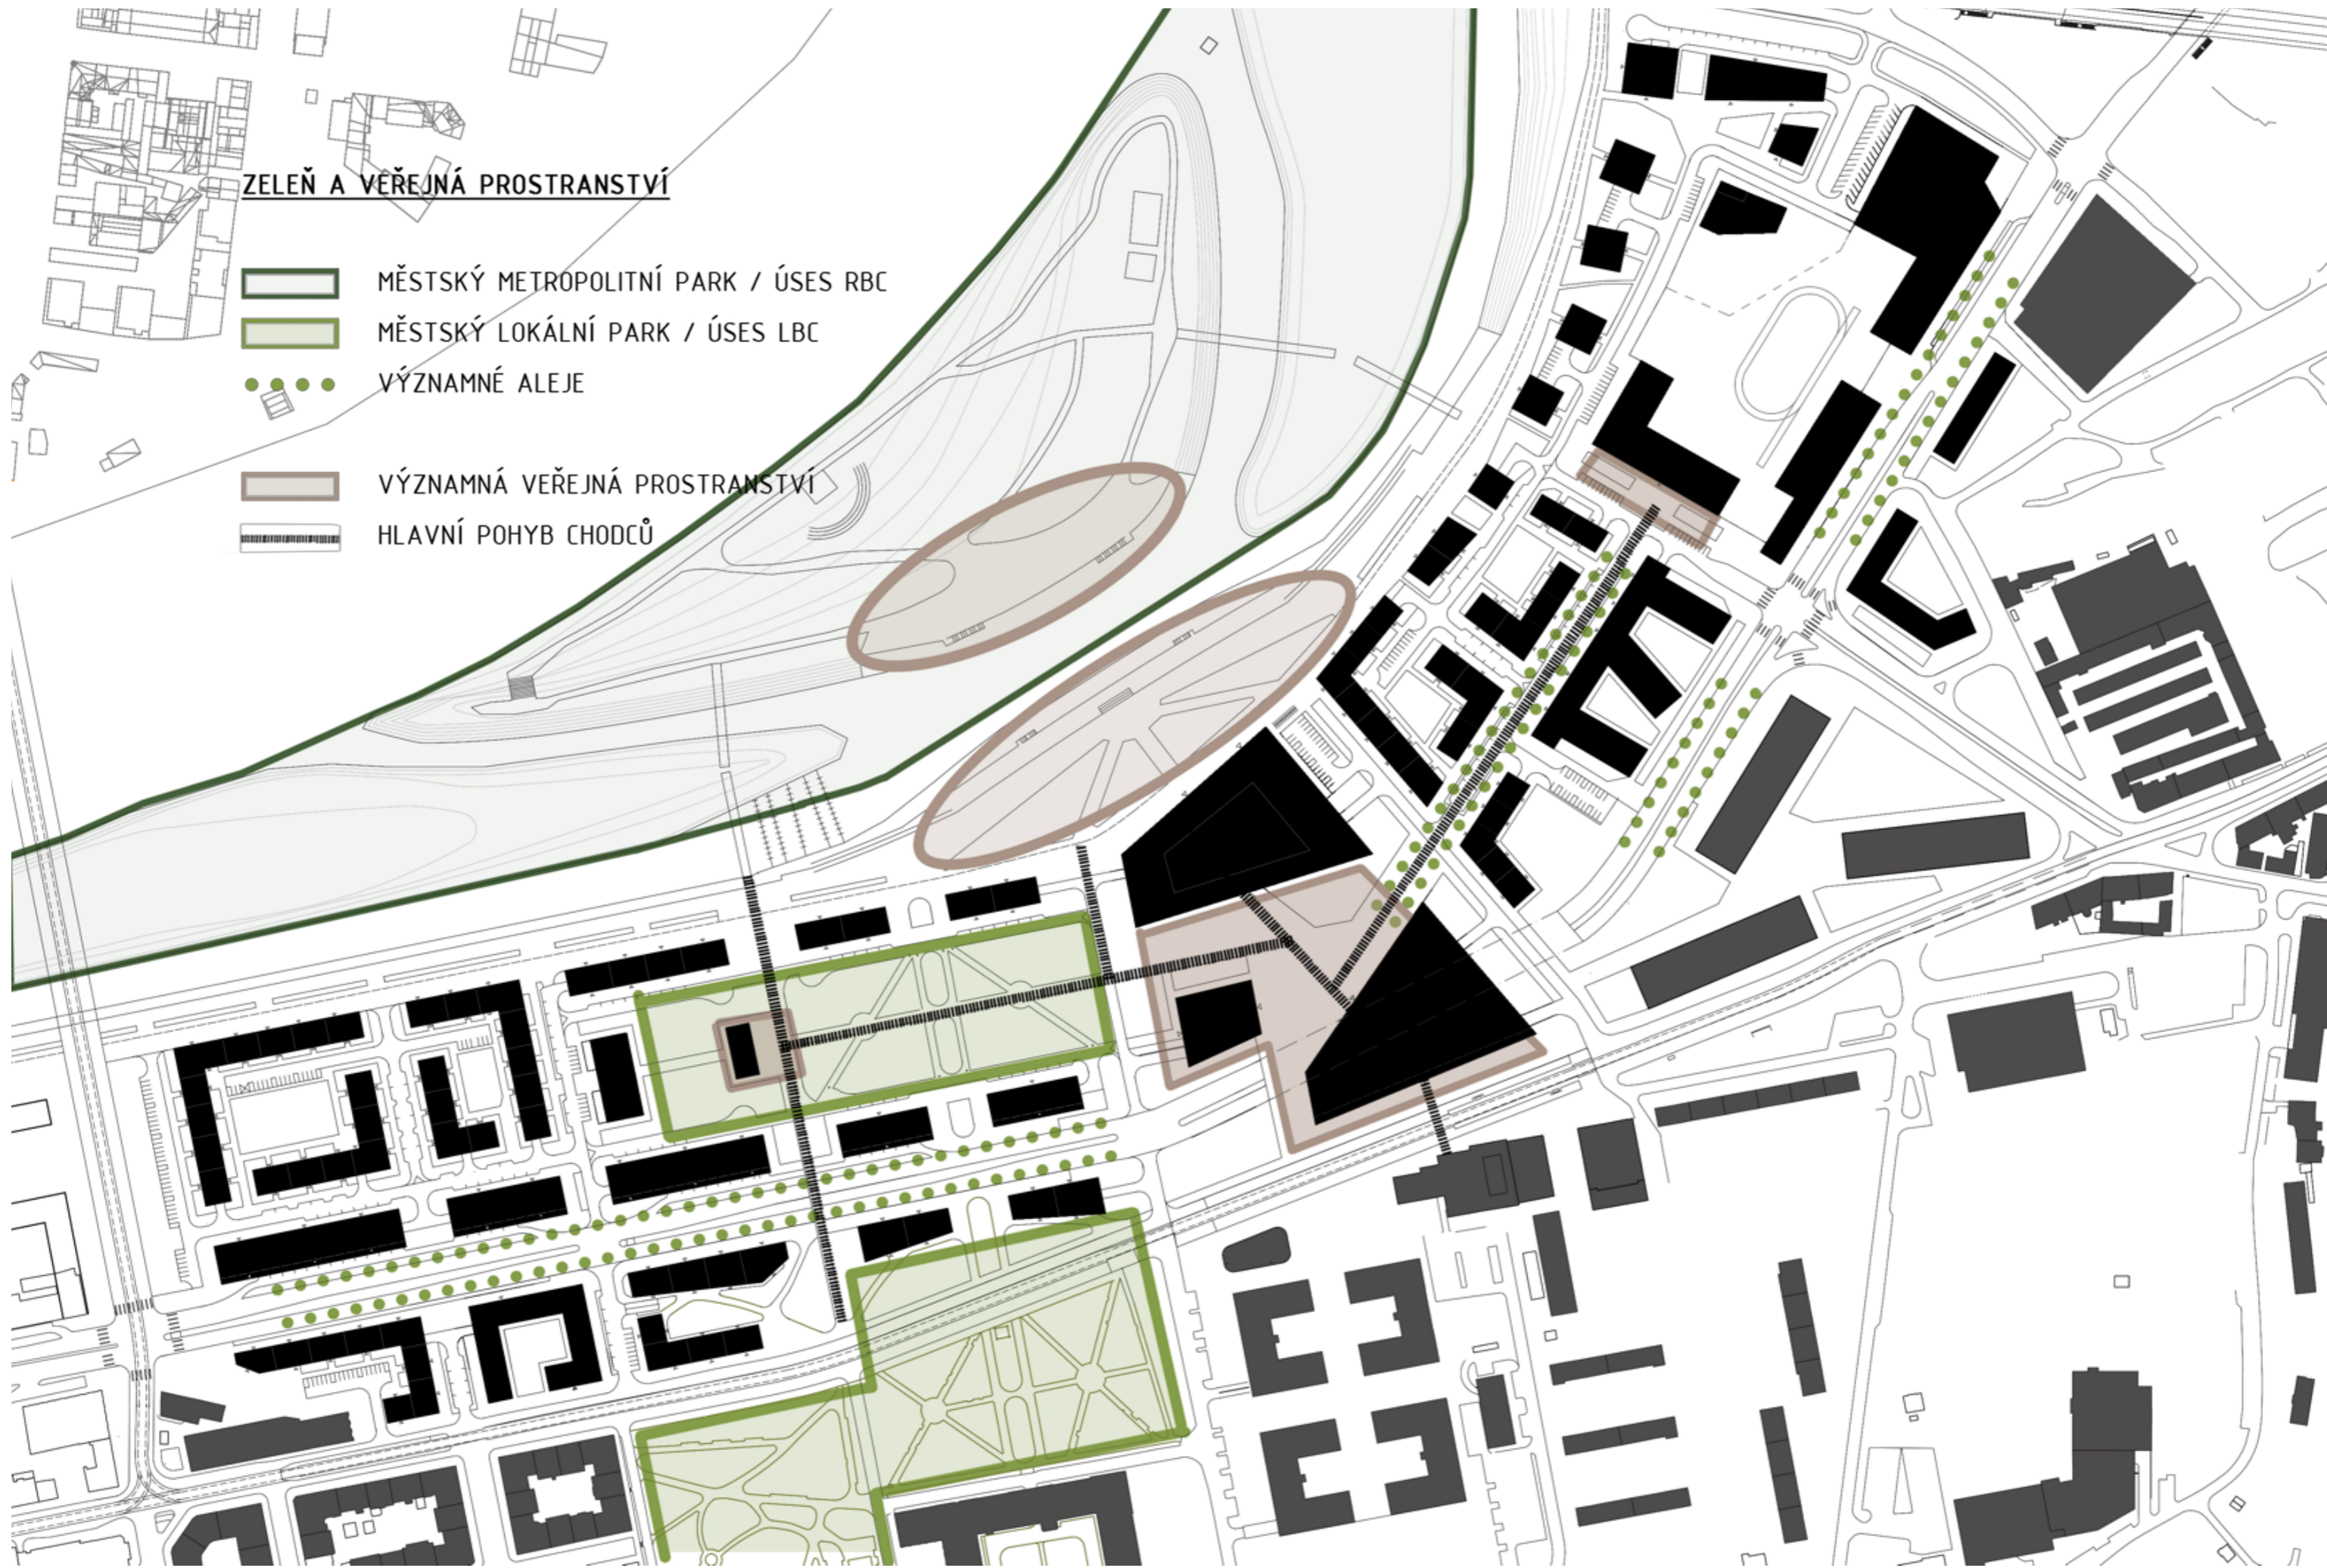 ZELEŇ A VEŘEJNÁ PROSTRANSTVÍ
MĚSTSKÝ METROPOLITNÍ PARK / ÚSES RBC
MĚSTSKÝ LOKÁLNÍ PARK / ÚSES LBC
VÝZNAMNÉ ALEJE
VÝZNAMNÁ VEŘEJNÁ PROSTRANSTVÍ
HLAVNÍ POHYB CHODCŮ